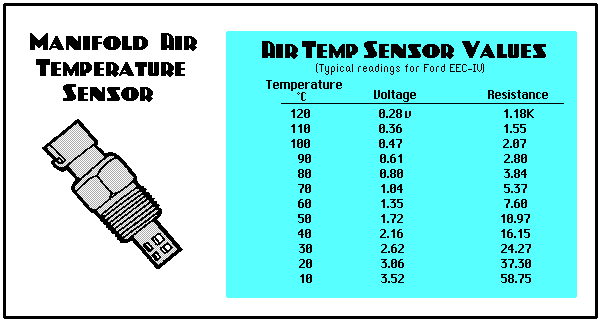 MANIFOLD AIR
TEMPERATURE
SENSOR
AIR TEMP SENSOR VALUES
(Typical readings for Ford EEC-IV)
Temperature
°C Voltage Resistance
120 0.28v 1.18K
110 0.36 1.55
100 0.47 2.07
90 0.61 2.80
80 0.80 3.84
70 1.04 5.37
60 1.35 7.60
50 1.72 10.97
40 2.16 16.15
30 2.62 24.27
20 3.06 37.30
10 3.52 58.75